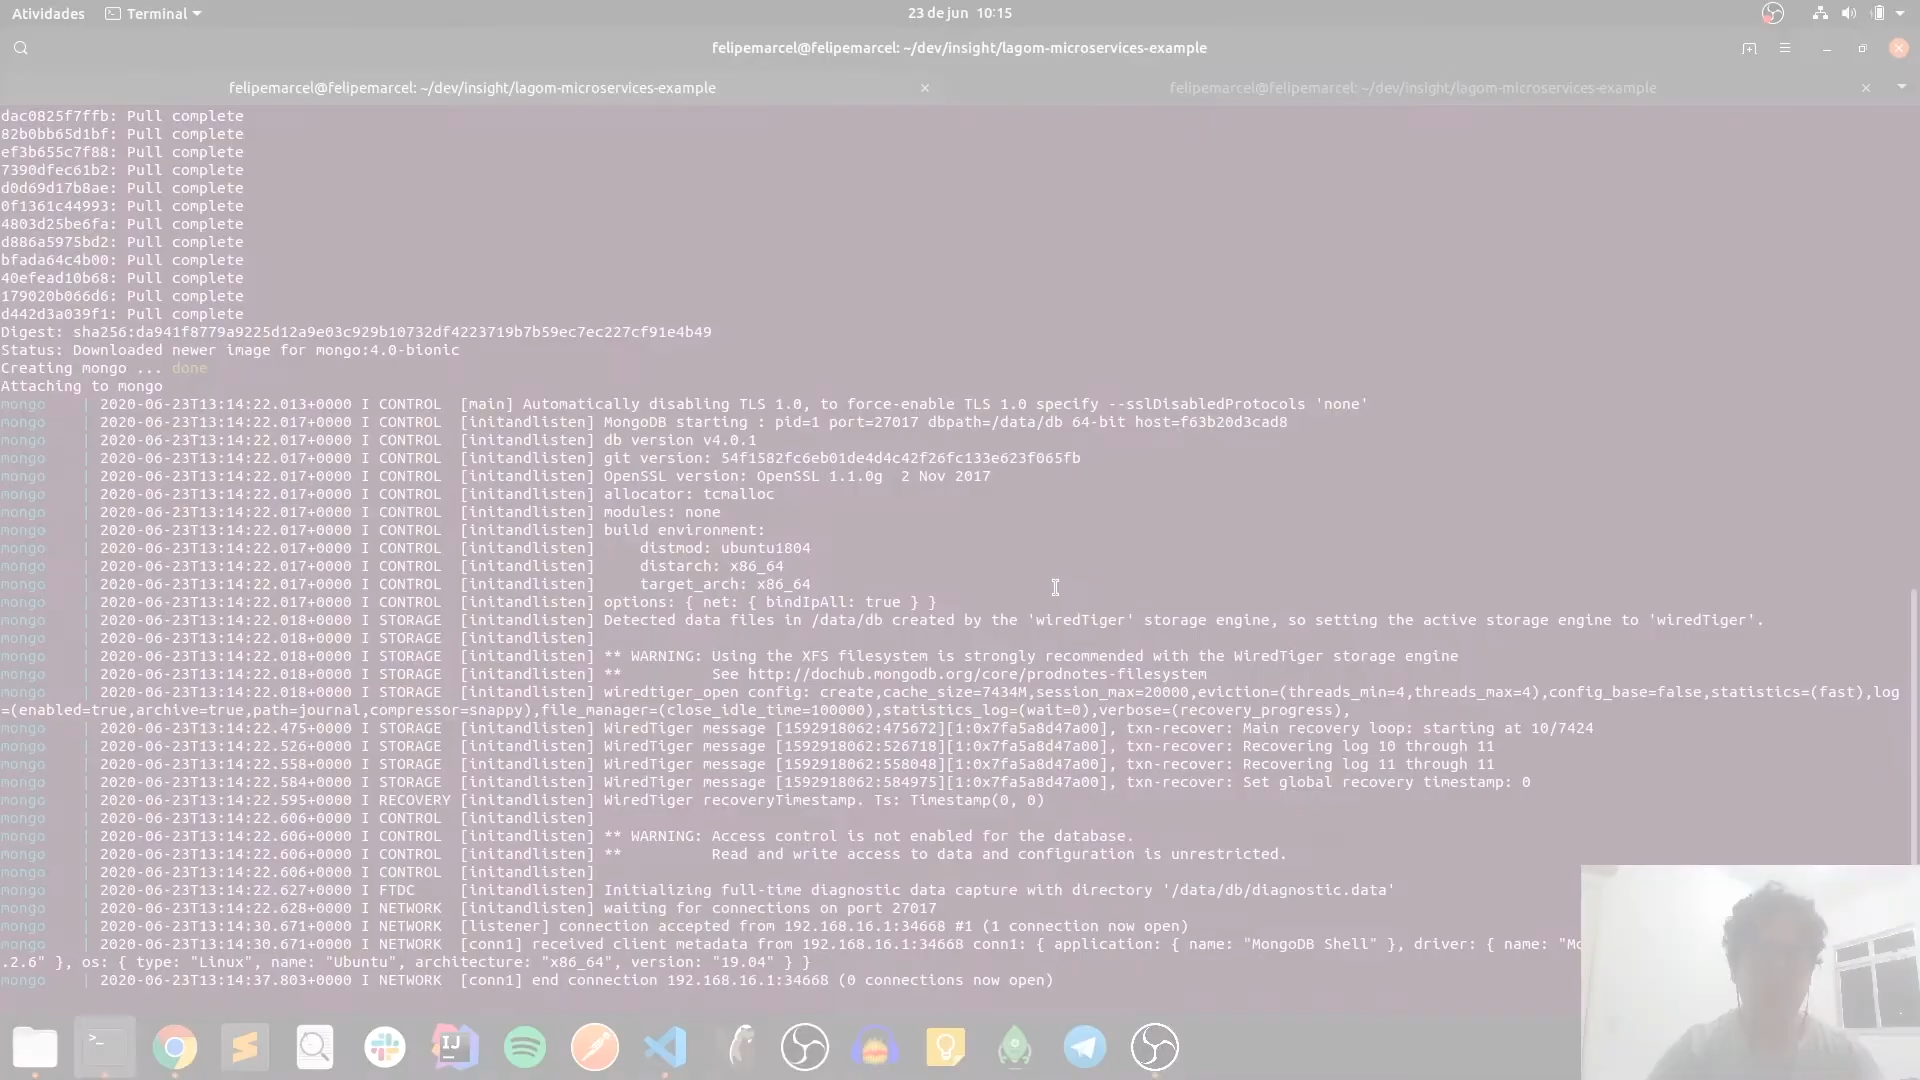 Atividades
Terminal
23 de jun 10:15
felipemarcel@felipemarcel: ~/dev/insight/lagom-microservices-example
felipemarcel@felipemarcel: ~/dev/insight/lagom-microservices-example
felipemarcel@felipemarcel: ~/dev/insight/lagom-microservices-example
dac0825f7ffb: Pull complete
82b0bb65d1bf: Pull complete
ef3b655c7f88: Pull complete
7390dfec61b2: Pull complete
d0d69d17b8ae: Pull complete
0f1361c44993: Pull complete
4803d25be6fa: Pull complete
d886a5975bd2: Pull complete
bfada64c4b00: Pull complete
40efead10b68: Pull complete
179020b066d6: Pull complete
d442d3a039f1: Pull complete
Digest: sha256:da941f8779a9225d12a9e03c929b10732df4223719b7b59ec7ec227cf91e4b49
Status: Downloaded newer image for mongo:4.0-bionic
Creating mongo ... done
Attaching to mongo
mongo | 2020-06-23T13:14:22.013+0000 I CONTROL [main] Automatically disabling TLS 1.0, to force-enable TLS 1.0 specify --sslDisabledProtocols 'none'
mongo | 2020-06-23T13:14:22.017+0000 I CONTROL [initandlisten] MongoDB starting : pid=1 port=27017 dbpath=/data/db 64-bit host=f63b20d3cad8
mongo | 2020-06-23T13:14:22.017+0000 I CONTROL [initandlisten] db version v4.0.1
mongo | 2020-06-23T13:14:22.017+0000 I CONTROL [initandlisten] git version: 54f1582fc6eb01de4d4c42f26fc133e623f065fb
mongo | 2020-06-23T13:14:22.017+0000 I CONTROL [initandlisten] OpenSSL version: OpenSSL 1.1.0g 2 Nov 2017
mongo | 2020-06-23T13:14:22.017+0000 I CONTROL [initandlisten] allocator: tcmalloc
mongo | 2020-06-23T13:14:22.017+0000 I CONTROL [initandlisten] modules: none
mongo | 2020-06-23T13:14:22.017+0000 I CONTROL [initandlisten] build environment:
mongo | 2020-06-23T13:14:22.017+0000 I CONTROL [initandlisten] distmod: ubuntu1804
mongo | 2020-06-23T13:14:22.017+0000 I CONTROL [initandlisten] distarch: x86_64
mongo | 2020-06-23T13:14:22.017+0000 I CONTROL [initandlisten] target_arch: x86_64
mongo | 2020-06-23T13:14:22.017+0000 I CONTROL [initandlisten] options: { net: { bindIpAll: true } }
mongo | 2020-06-23T13:14:22.018+0000 I STORAGE [initandlisten] Detected data files in /data/db created by the 'wiredTiger' storage engine, so setting the active storage engine to 'wiredTiger'.
mongo | 2020-06-23T13:14:22.018+0000 I STORAGE [initandlisten]
mongo | 2020-06-23T13:14:22.018+0000 I STORAGE [initandlisten] ** WARNING: Using the XFS filesystem is strongly recommended with the WiredTiger storage engine
mongo | 2020-06-23T13:14:22.018+0000 I STORAGE [initandlisten] ** See http://dochub.mongodb.org/core/prodnotes-filesystem
mongo | 2020-06-23T13:14:22.018+0000 I STORAGE [initandlisten] wiredtiger_open config: create,cache_size=7434M,session_max=20000,eviction=(threads_min=4,threads_max=4),config_base=false,statistics=(fast),log
=(enabled=true,archive=true,path=journal,compressor=snappy),file_manager=(close_idle_time=100000),statistics_log=(wait=0),verbose=(recovery_progress),
mongo | 2020-06-23T13:14:22.475+0000 I STORAGE [initandlisten] WiredTiger message [1592918062:475672][1:0x7fa5a8d47a00], txn-recover: Main recovery loop: starting at 10/7424
mongo | 2020-06-23T13:14:22.526+0000 I STORAGE [initandlisten] WiredTiger message [1592918062:526718][1:0x7fa5a8d47a00], txn-recover: Recovering log 10 through 11
mongo | 2020-06-23T13:14:22.558+0000 I STORAGE [initandlisten] WiredTiger message [1592918062:558048][1:0x7fa5a8d47a00], txn-recover: Recovering log 11 through 11
mongo | 2020-06-23T13:14:22.584+0000 I STORAGE [initandlisten] WiredTiger message [1592918062:584975][1:0x7fa5a8d47a00], txn-recover: Set global recovery timestamp: 0
mongo | 2020-06-23T13:14:22.595+0000 I RECOVERY [initandlisten] WiredTiger recoveryTimestamp. Ts: Timestamp(0, 0)
mongo | 2020-06-23T13:14:22.606+0000 I CONTROL [initandlisten]
mongo | 2020-06-23T13:14:22.606+0000 I CONTROL [initandlisten] ** WARNING: Access control is not enabled for the database.
mongo | 2020-06-23T13:14:22.606+0000 I CONTROL [initandlisten] ** Read and write access to data and configuration is unrestricted.
mongo | 2020-06-23T13:14:22.606+0000 I CONTROL [initandlisten]
mongo | 2020-06-23T13:14:22.627+0000 I FTDC [initandlisten] Initializing full-time diagnostic data capture with directory '/data/db/diagnostic.data'
mongo | 2020-06-23T13:14:22.628+0000 I NETWORK [initandlisten] waiting for connections on port 27017
mongo | 2020-06-23T13:14:30.671+0000 I NETWORK [listener] connection accepted from 192.168.16.1:34668 #1 (1 connection now open)
mongo | 2020-06-23T13:14:30.671+0000 I NETWORK [conn1] received client metadata from 192.168.16.1:34668 conn1: { application: { name: "MongoDB Shell" }, driver: { name: "Mo
.2.6" }, os: { type: "Linux", name: "Ubuntu", architecture: "x86_64", version: "19.04" } }
mongo | 2020-06-23T13:14:37.803+0000 I NETWORK [conn1] end connection 192.168.16.1:34668 (0 connections now open)
IJ